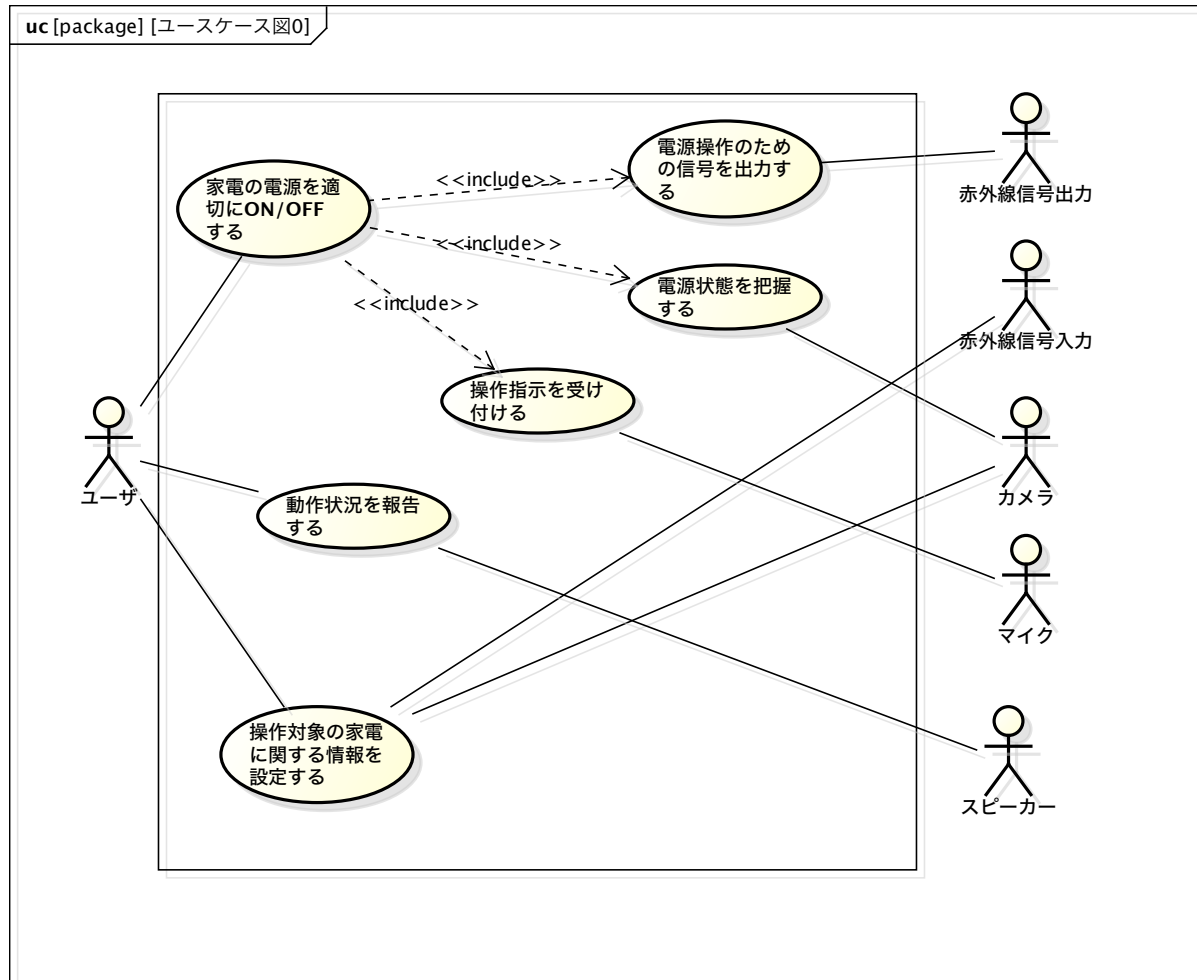 uc [package] [ユースケース図0]
家電の電源を適
切にON/OFF
する
<<include>>
電源操作のため
の信号を出力す
る
赤外線信号出力
<<include>>
電源状態を把握
する
<<include>>
赤外線信号入力
操作指示を受け
付ける
カメラ
ユーザ
動作状況を報告
する
マイク
操作対象の家電
に関する情報を
設定する
スピーカー